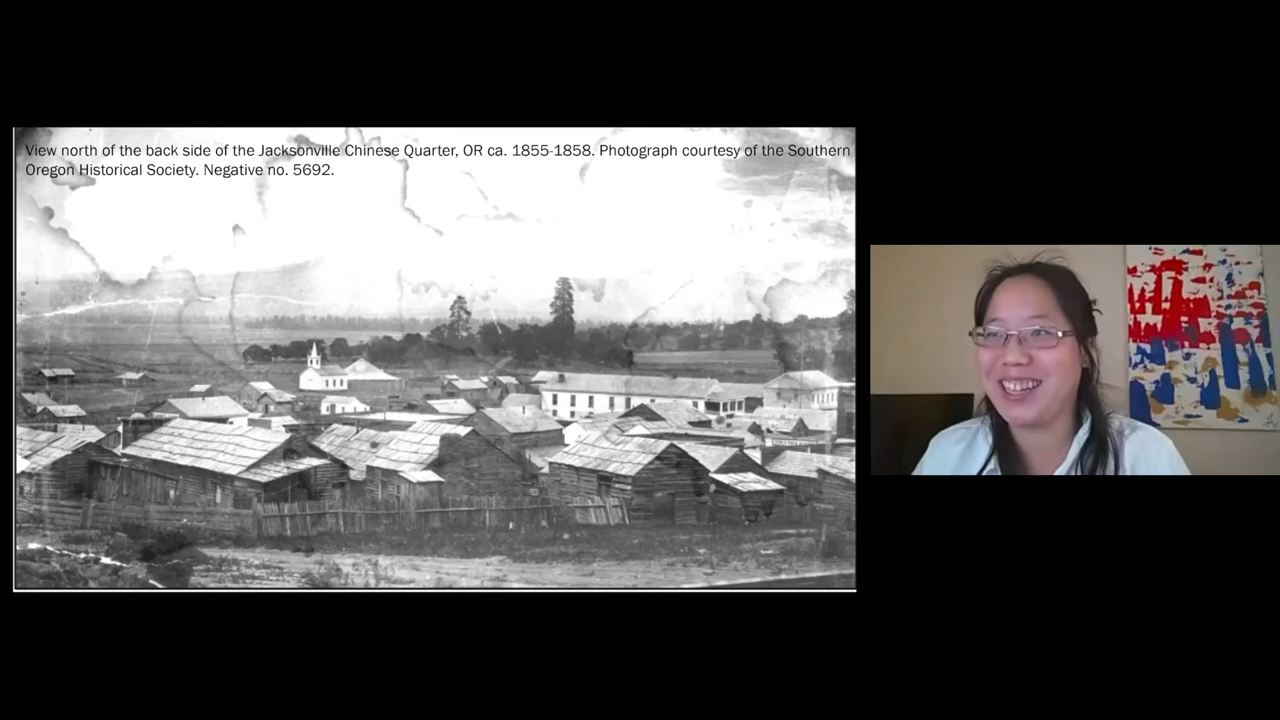 View north of the back side of the Jacksonville Chinese Quarter, OR ca. 1855-1858. Photograph courtesy of the Southern
Oregon Historical Society. Negative no. 5692.